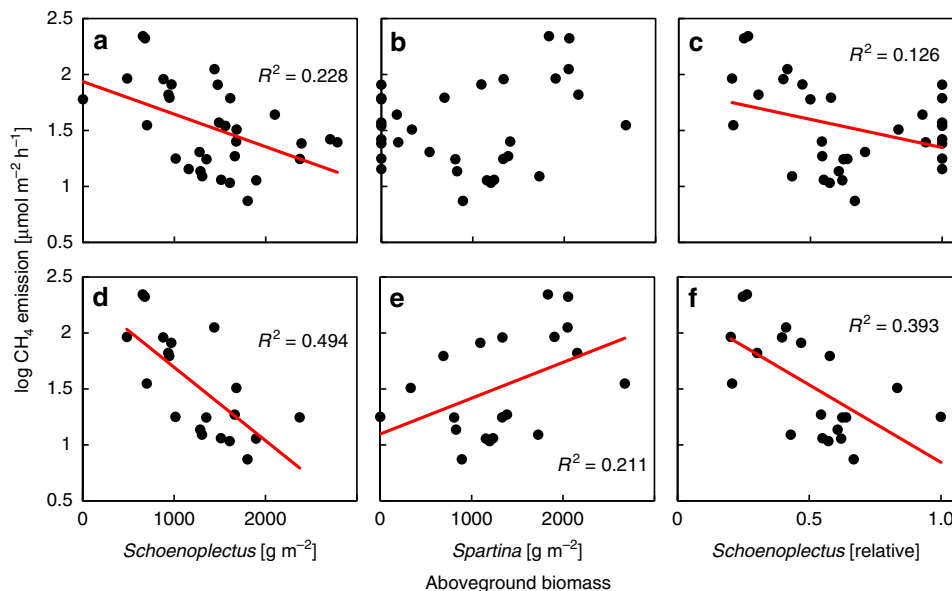 log CH₄ emission [µmol m⁻² h⁻¹]
2.5
2
1.5
1
0.5
a
R² = 0.228
b
c
R² = 0.126
2.5
2
1.5
1
0.5
d
R² = 0.494
e
R² = 0.211
f
R² = 0.393
0 1000 2000
0 1000 2000
0 0.5 1.0
Schoenoplectus [g m⁻²]
Spartina [g m⁻²]
Schoenoplectus [relative]
Aboveground biomass